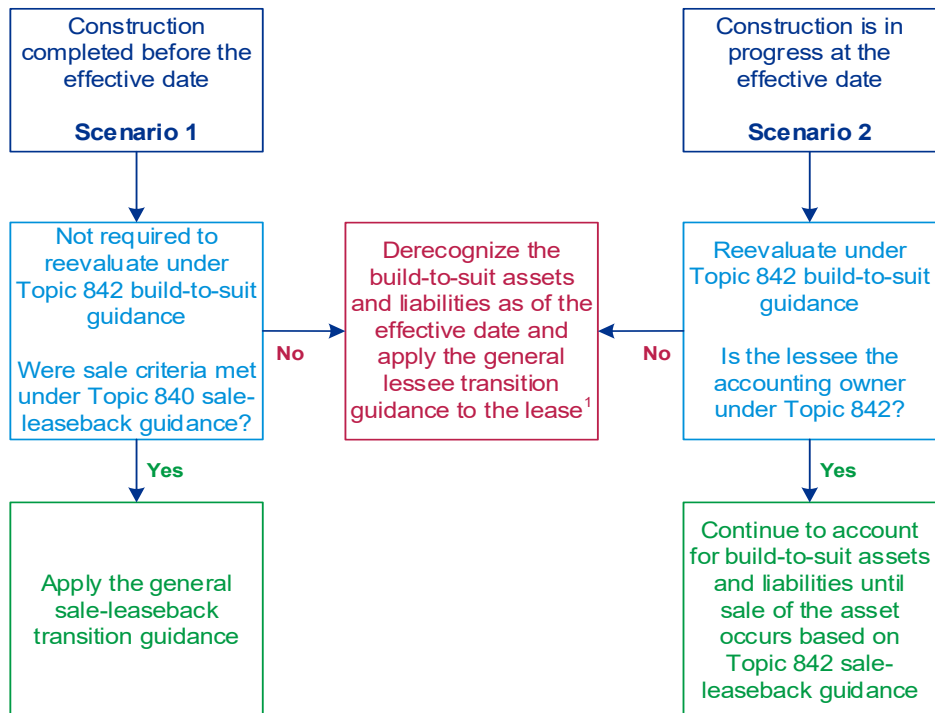 Construction
completed before the
effective date
Scenario 1
Construction is in
progress at the
effective date
Scenario 2
Not required to
reevaluate under
Topic 842 build-to-suit
guidance
Were sale criteria met
under Topic 840 sale-
leaseback guidance?
No
Derecognize the
build-to-suit assets
and liabilities as of the
effective date and
apply the general
lessee transition
guidance to the lease¹
No
Reevaluate under
Topic 842 build-to-suit
guidance
Is the lessee the
accounting owner
under Topic 842?
Yes
Yes
Apply the general
sale-leaseback
transition guidance
Continue to account
for build-to-suit assets
and liabilities until
sale of the asset
occurs based on
Topic 842 sale-
leaseback guidance